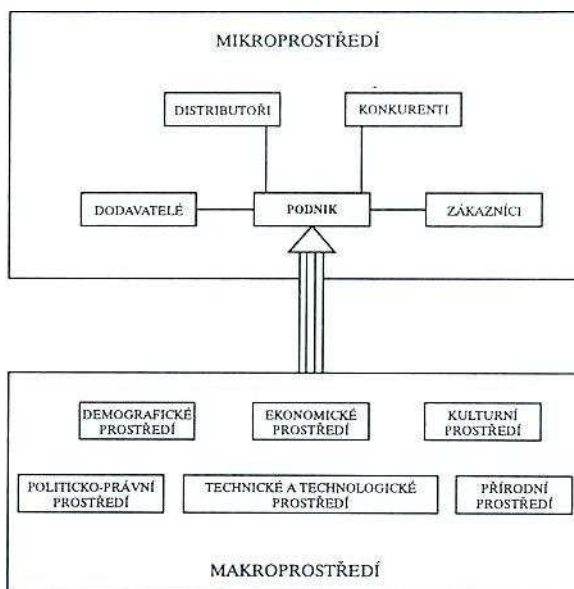 MIKROPROSTŘEDÍ
DISTRIBUTOŘI
KONKURENTI
DODAVATELÉ
PODNIK
ZÁKAZNÍCI
DEMOGRAFICKÉ
PROSTŘEDÍ
EKONOMICKÉ
PROSTŘEDÍ
KULTURNÍ
PROSTŘEDÍ
POLITICKO-PRÁVNÍ
PROSTŘEDÍ
TECHNICKÉ A TECHNOLOGICKÉ
PROSTŘEDÍ
PŘÍRODNÍ
PROSTŘEDÍ
MAKROPROSTŘEDÍ